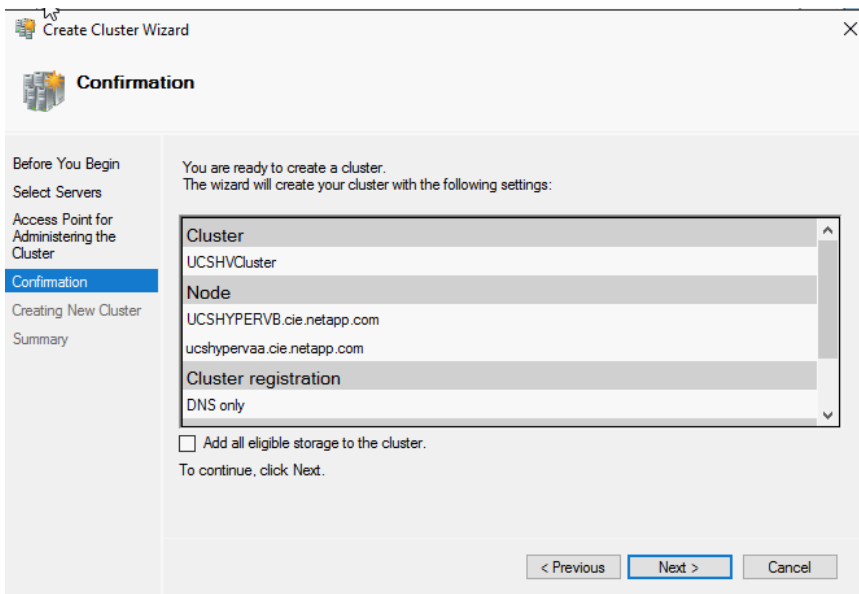 Create Cluster Wizard
Confirmation
Before You Begin
Select Servers
Access Point for
Administering the
Cluster
Confirmation
Creating New Cluster
Summary
You are ready to create a cluster.
The wizard will create your cluster with the following settings:
Cluster
UCSHVCluster
Node
UCSHYPERVB.cie.netapp.com
ucshypervaa.cie.netapp.com
Cluster registration
DNS only
Add all eligible storage to the cluster.
To continue, click Next.
< Previous
Next >
Cancel